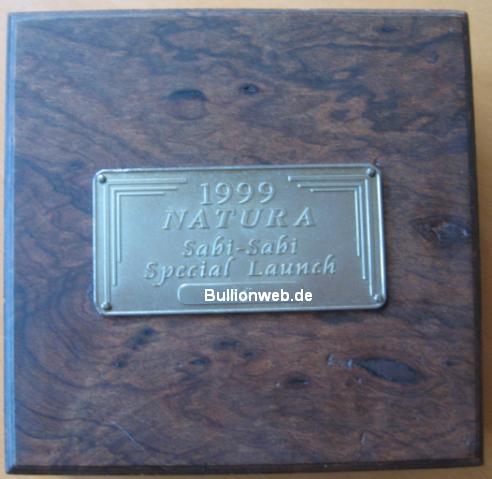 1999
NATURA
Sabi-Sabi
Special Launch
Bullionweb.de